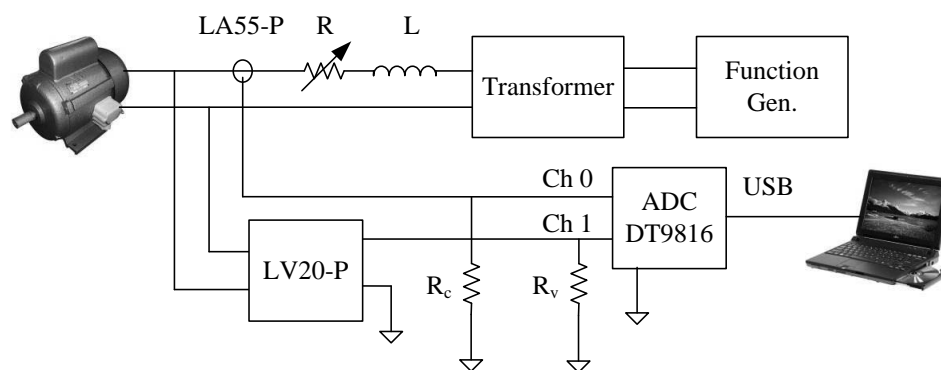 LA55-P
R
L
Transformer
Function
Gen.
Ch 0
ADC
DT9816
USB
Ch 1
LV20-P
Rc
Rv